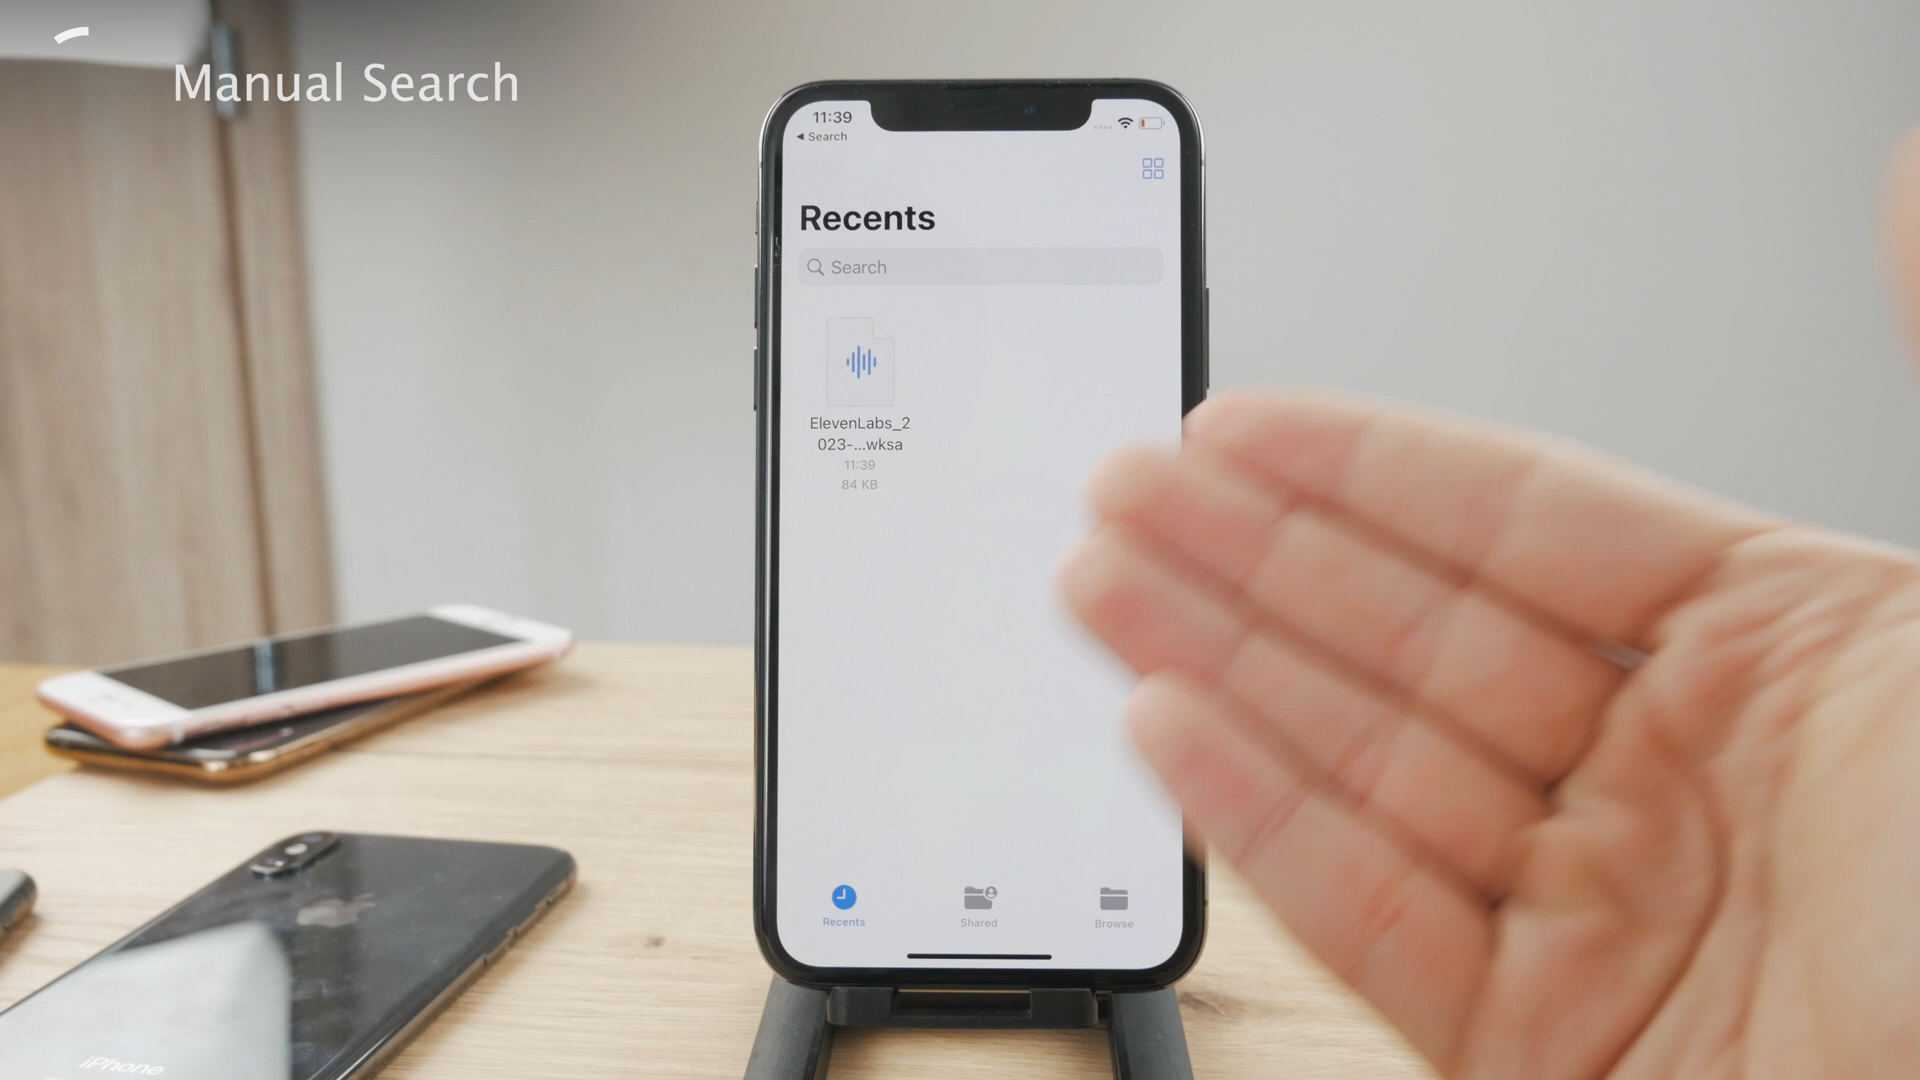 Manual Search
11:39
◀ Search
Recents
Search
ElevenLabs_2
023-...wksa
11:39
84 KB
Recents
Shared
Browse
iPhone